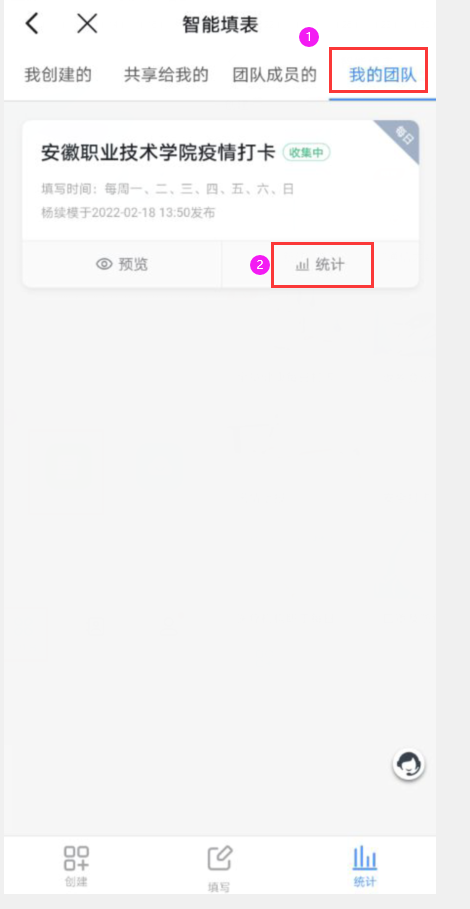 智能填表
1
我创建的 共享给我的 团队成员的 我的团队
每日
安徽职业技术学院疫情打卡 收集中
填写时间：每周一、二、三、四、五、六、日
杨续模于2022-02-18 13:50发布
预览 2 统计
创建 填写 统计